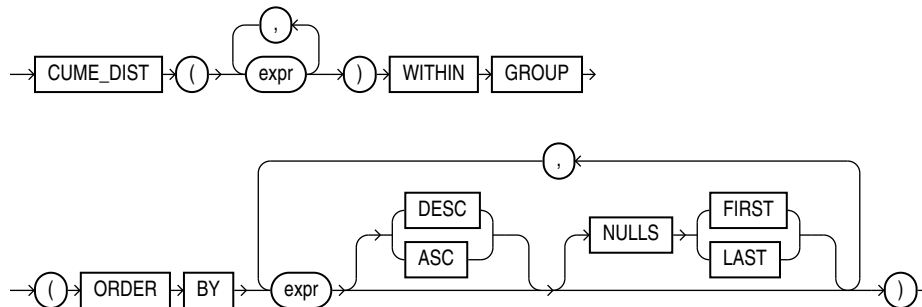 ,
CUME_DIST ( expr ) WITHIN GROUP
,
DESC FIRST
NULLS
ASC LAST
( ORDER BY expr )